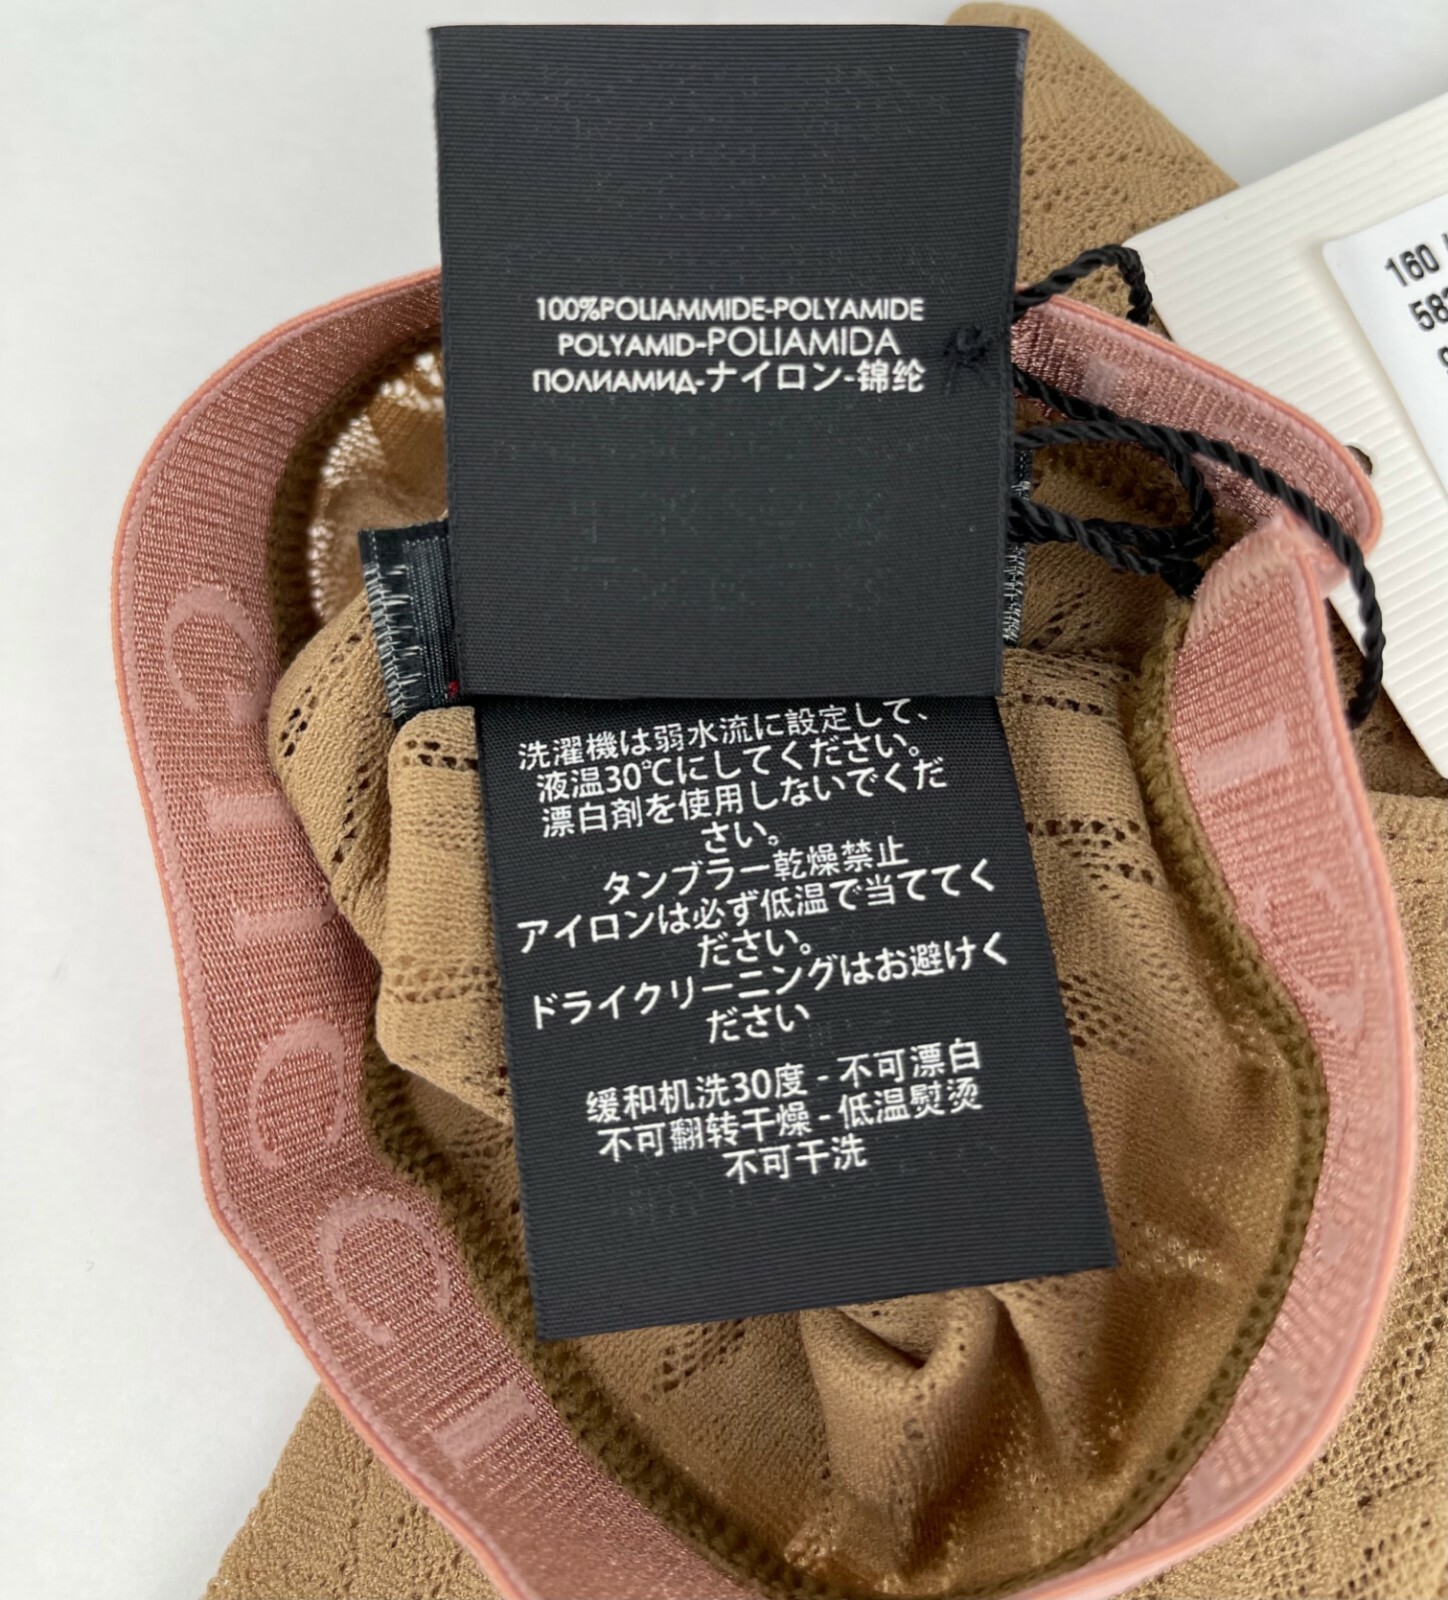 100%POLIAMMIDE-POLYAMIDE
POLYAMID-POLIAMIDA
ПОЛИАМИД-ナイロン-锦纶
洗濯機は弱水流に設定して、
液温30℃にしてください。
漂白剤を使用しないでくだ
さい。
タンブラー乾燥禁止
アイロンは必ず低温で当ててく
ださい。
ドライクリーニングはお避けく
ださい
缓和机洗30度 - 不可漂白
不可翻转干燥 - 低温熨烫
不可干洗
160